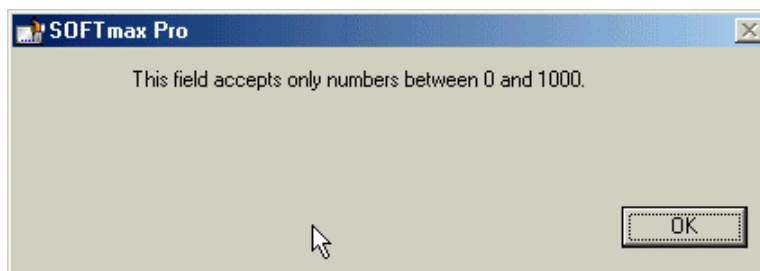 SOFTmax Pro
This field accepts only numbers between 0 and 1000.
OK